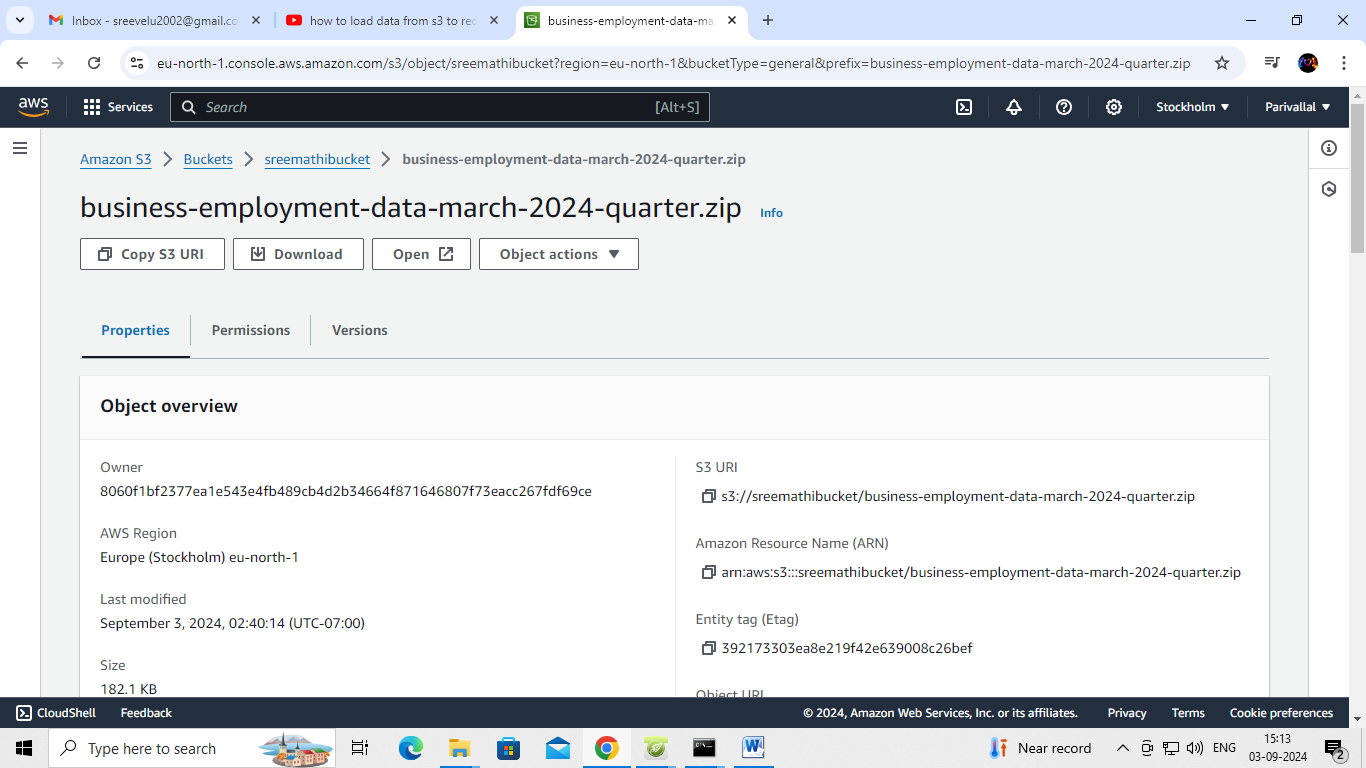 Inbox - sreevelu2002@gmail.co
how to load data from s3 to rec
business-employment-data-ma
eu-north-1.console.aws.amazon.com/s3/object/sreemathibucket?region=eu-north-1&bucketType=general&prefix=business-employment-data-march-2024-quarter.zip
aws Services Search [Alt+S] Stockholm Parivallal
Amazon S3 Buckets sreemathibucket business-employment-data-march-2024-quarter.zip
business-employment-data-march-2024-quarter.zip Info
Copy S3 URI Download Open Object actions
Properties Permissions Versions
Object overview
Owner
8060f1bf2377ea1e543e4fb489cb4d2b34664f871646807f73eacc267fdf69ce
AWS Region
Europe (Stockholm) eu-north-1
Last modified
September 3, 2024, 02:40:14 (UTC-07:00)
Size
182.1 KB
S3 URI
s3://sreemathibucket/business-employment-data-march-2024-quarter.zip
Amazon Resource Name (ARN)
arn:aws:s3:::sreemathibucket/business-employment-data-march-2024-quarter.zip
Entity tag (Etag)
392173303ea8e219f42e639008c26bef
Object URL
CloudShell Feedback © 2024, Amazon Web Services, Inc. or its affiliates. Privacy Terms Cookie preferences
Type here to search Near record ENG 15:13
03-09-2024 2